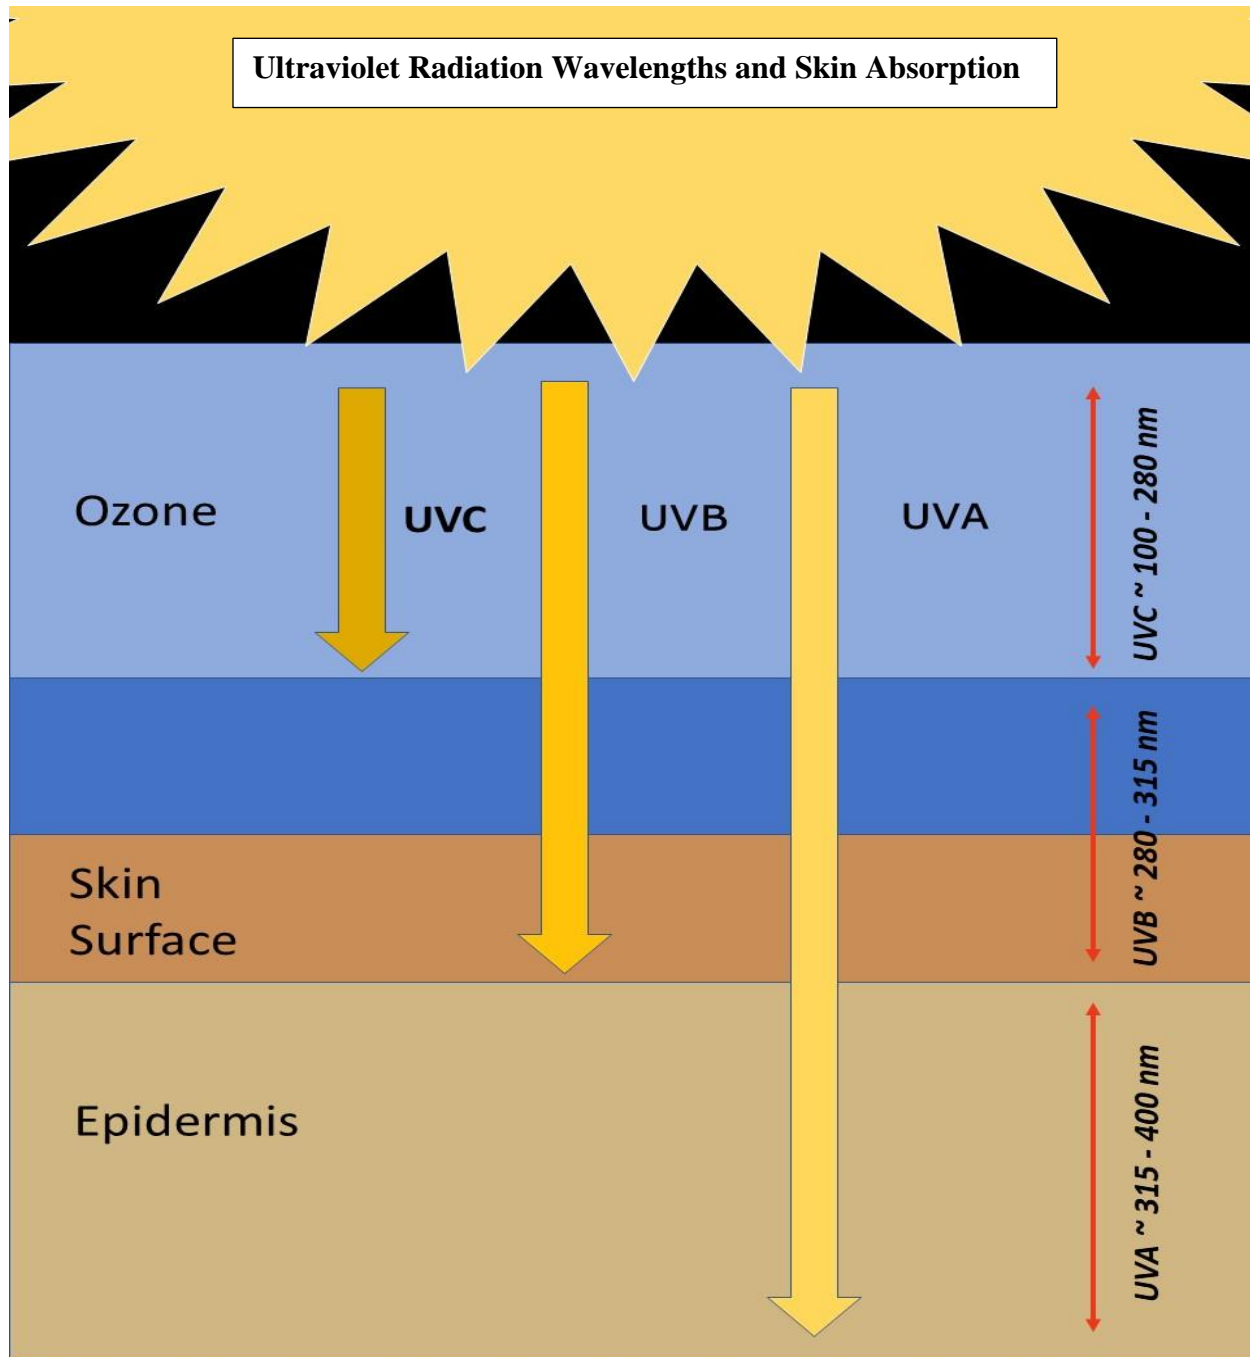 Ultraviolet Radiation Wavelengths and Skin Absorption
Ozone
UVC
UVB
UVA
UVC ~ 100 - 280 nm
Skin
Surface
UVB ~ 280 - 315 nm
Epidermis
UVA ~ 315 - 400 nm